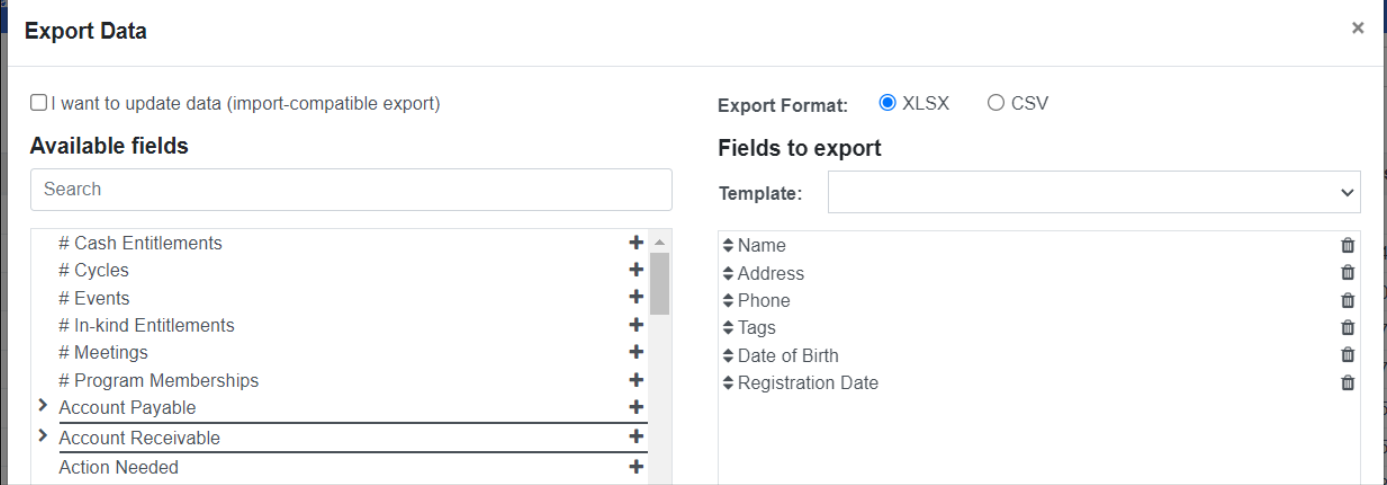 Export Data
×
I want to update data (import-compatible export)
Export Format: XLSX CSV
Available fields
Search
# Cash Entitlements
# Cycles
# Events
# In-kind Entitlements
# Meetings
# Program Memberships
Account Payable
Account Receivable
Action Needed
Fields to export
Template:
Name
Address
Phone
Tags
Date of Birth
Registration Date